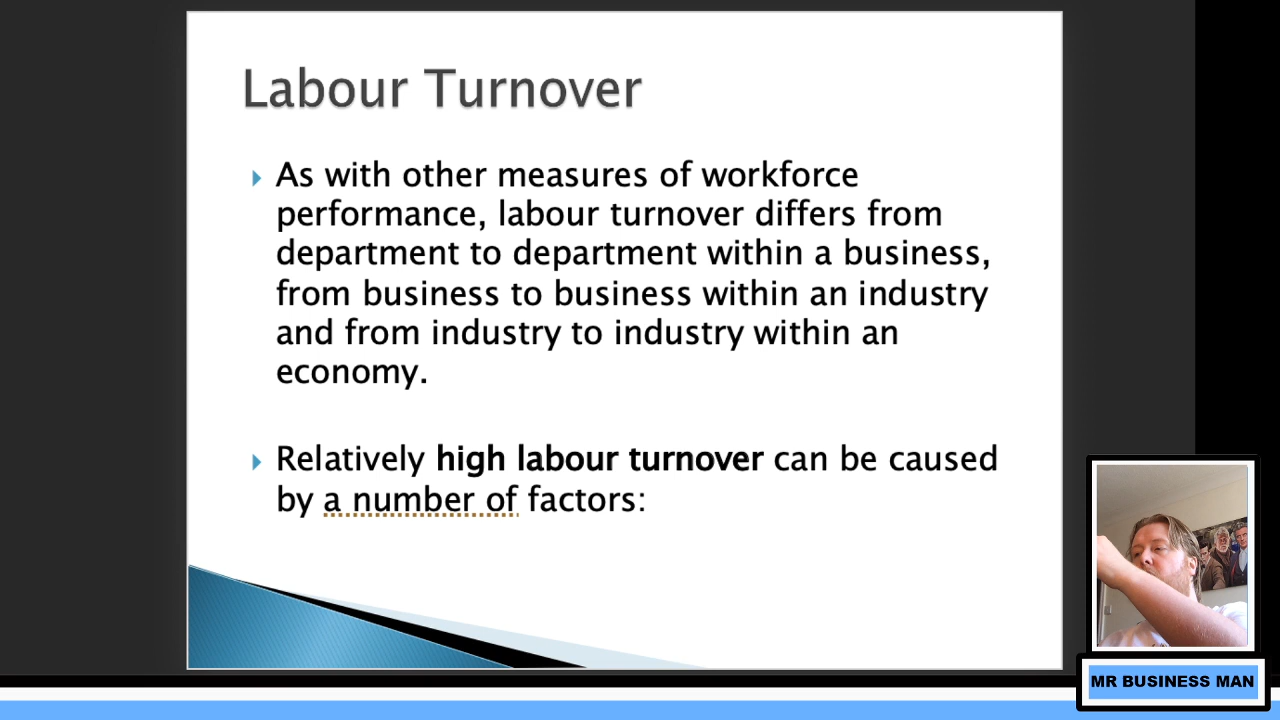 Labour Turnover
As with other measures of workforce
performance, labour turnover differs from
department to department within a business,
from business to business within an industry
and from industry to industry within an
economy.
Relatively high labour turnover can be caused
by a number of factors:
MR BUSINESS MAN